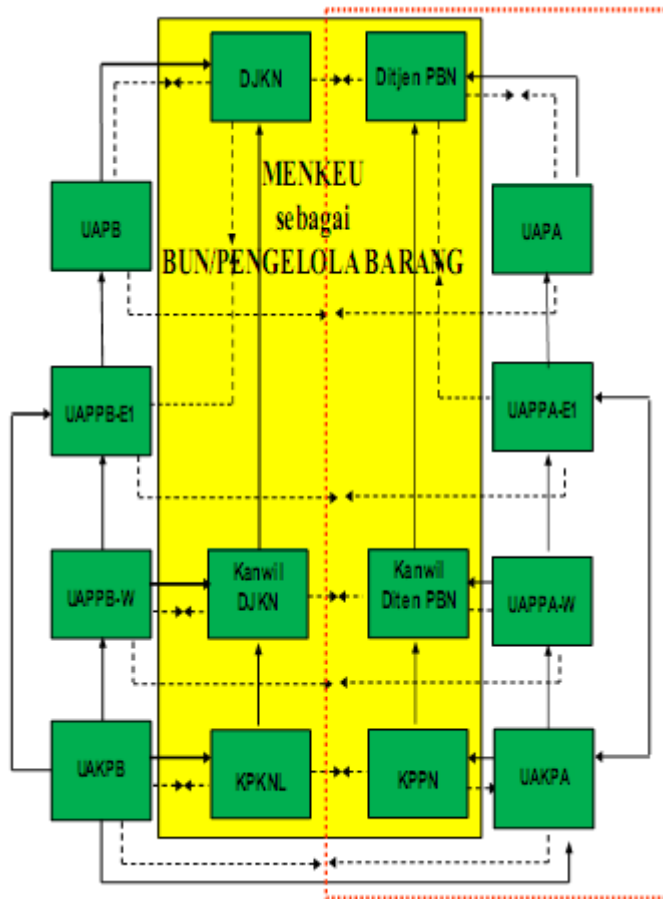 DJKN
Ditjen PBN
MENKEU
sebagai
BUN/PENGELOLA BARANG
UAPB
UAPA
UAPPB-E1
UAPPA-E1
UAPPB-W
Kanwil
DJKN
Kanwil
Diten PBN
UAPPA-W
UAKPB
KPKNL
KPPN
UAKPA